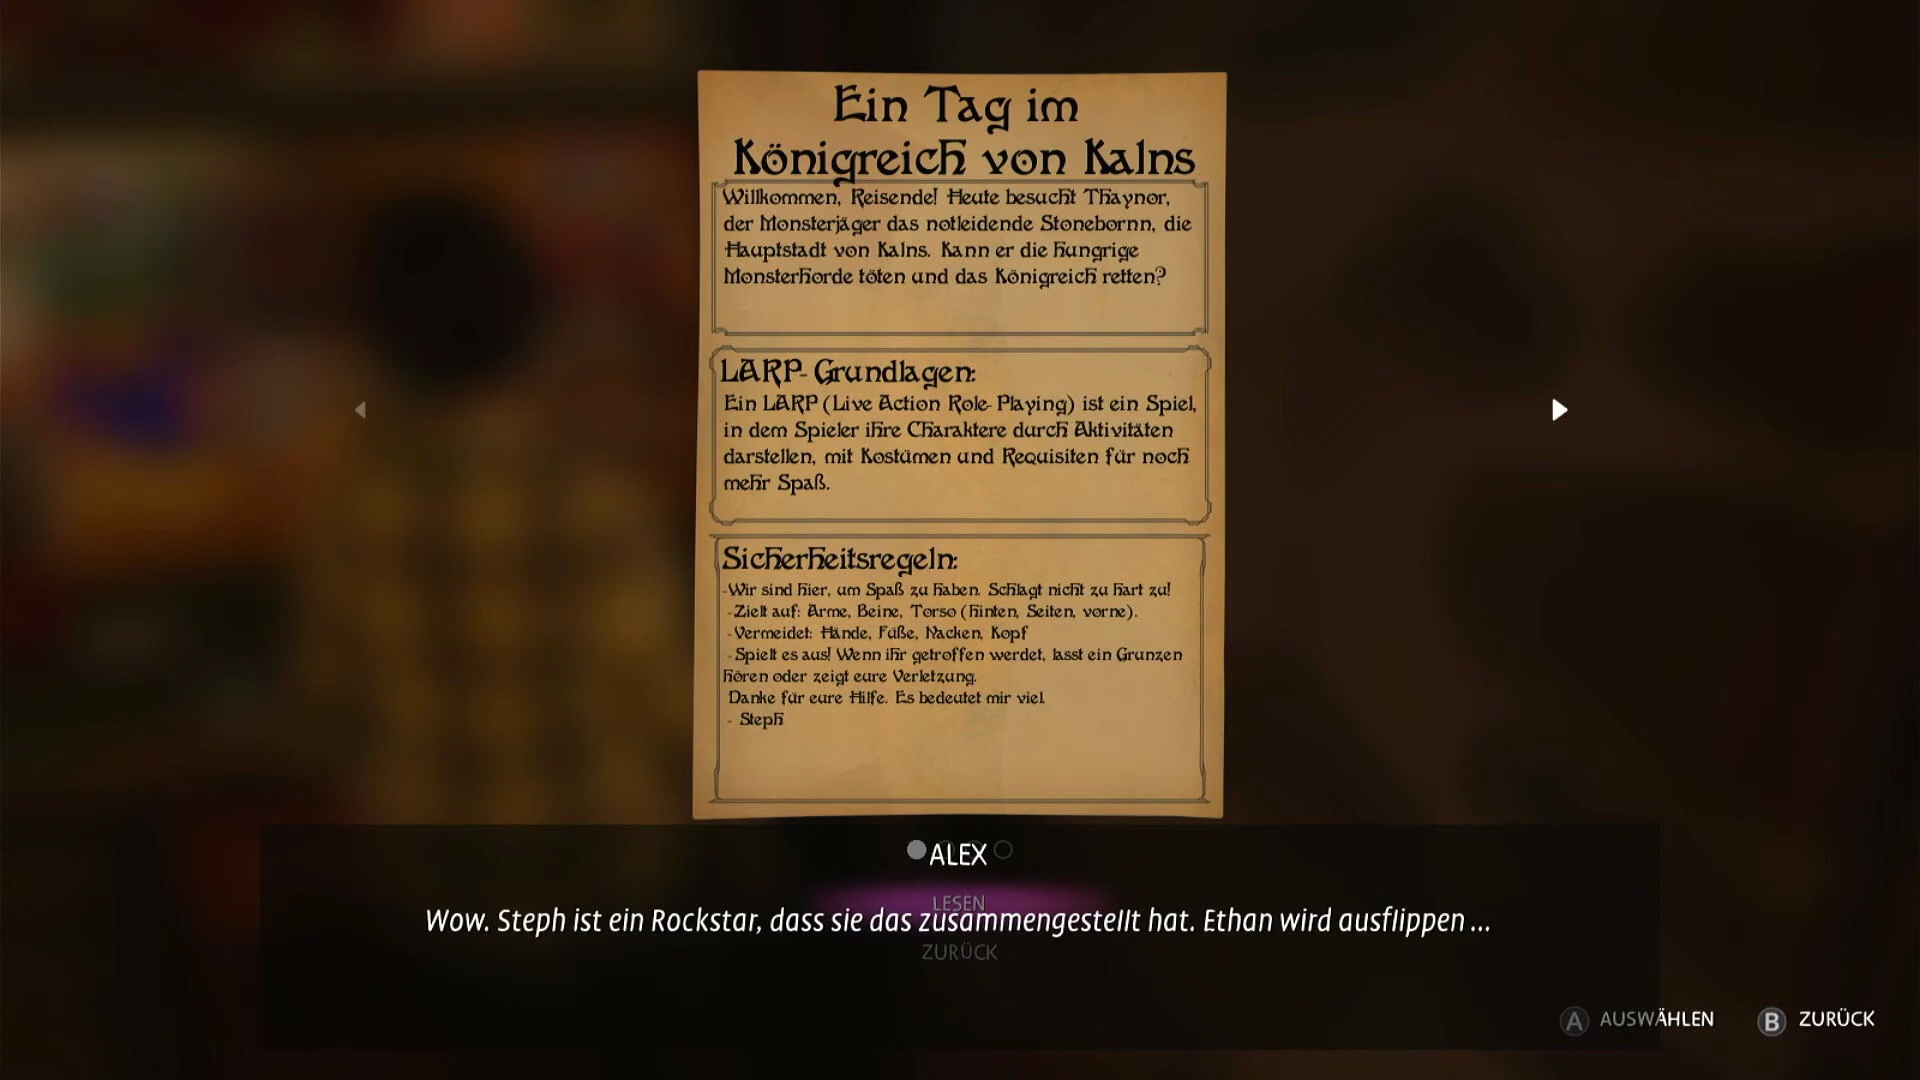 Ein Tag im
Königreich von Kalns
Willkommen, Reisende! Heute besucht Thaynor,
der Monsterjäger das notleidende Stonebornn, die
Hauptstadt von Kalns. Kann er die hungrige
Monsterhorde töten und das Königreich retten?
LARP-Grundlagen:
Ein LARP (Live Action Role-Playing) ist ein Spiel,
in dem Spieler ihre Charaktere durch Aktivitäten
darstellen, mit Kostümen und Requisiten für noch
mehr Spaß.
Sicherheitsregeln:
-Wir sind hier, um Spaß zu haben. Schlagt nicht zu hart zu!
-Zielt auf: Arme, Beine, Torso (hinten, Seiten, vorne).
-Vermeidet: Hände, Füße, Nacken, Kopf
-Spielt es aus! Wenn ihr getroffen werdet, lasst ein Grunzen
hören oder zeigt eure Verletzung.
Danke für eure Hilfe. Es bedeutet mir viel.
- Steph
ALEX
LESEN
Wow. Steph ist ein Rockstar, dass sie das zusammengestellt hat. Ethan wird ausflippen ...
ZURÜCK
A AUSWÄHLEN B ZURÜCK